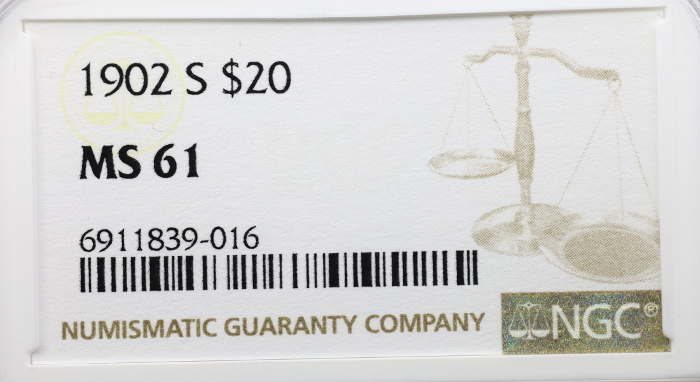 1902 S $20
MS 61
6911839-016
NUMISMATIC GUARANTY COMPANY
NGC®